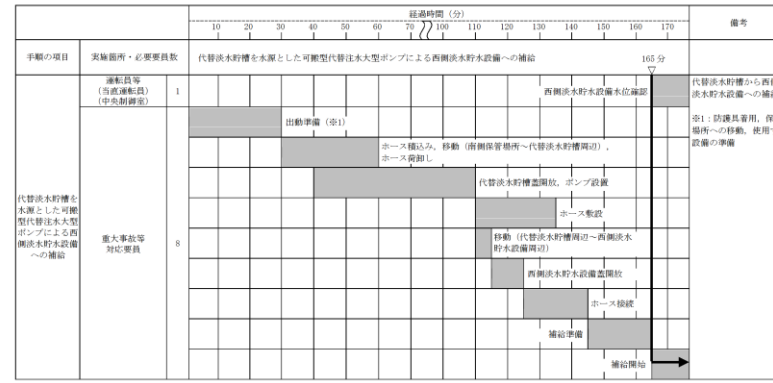 経過時間（分）
備考
10 20 30 40 50 60 70 100 110 120 130 140 150 160 170
手順の項目
実施箇所・必要要員数
代替淡水貯槽を水源とした可搬型代替注水大型ポンプによる西側淡水貯水設備への補給
165 分
▽
運転員等
（当直運転員）
（中央制御室）
1
西側淡水貯水設備水位確認
代替淡水貯槽から西側
淡水貯水設備への補給
※1：防護具着用，保
場所への移動，使用
設備の準備
出動準備（※1）
ホース積込み，移動（南側保管場所～代替淡水貯槽周辺），
ホース荷卸し
代替淡水貯槽蓋開放，ポンプ設置
代替淡水貯槽を
水源とした可搬
型代替注水大型
ポンプによる西
側淡水貯水設備
への補給
重大事故等
対応要員
8
ホース敷設
移動（代替淡水貯槽周辺～西側淡水
貯水設備周辺）
西側淡水貯水設備蓋開放
ホース接続
補給準備
補給開始